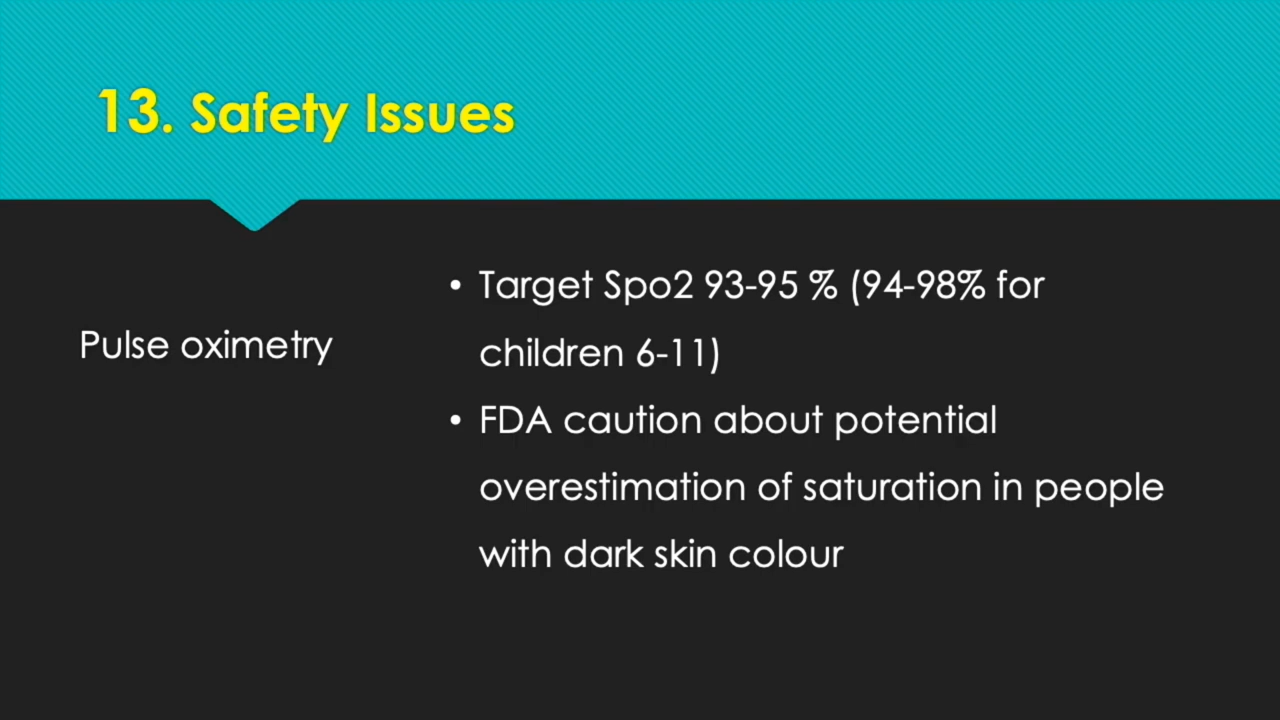 13. Safety Issues
Pulse oximetry
• Target Spo2 93-95 % (94-98% for
children 6-11)
• FDA caution about potential
overestimation of saturation in people
with dark skin colour